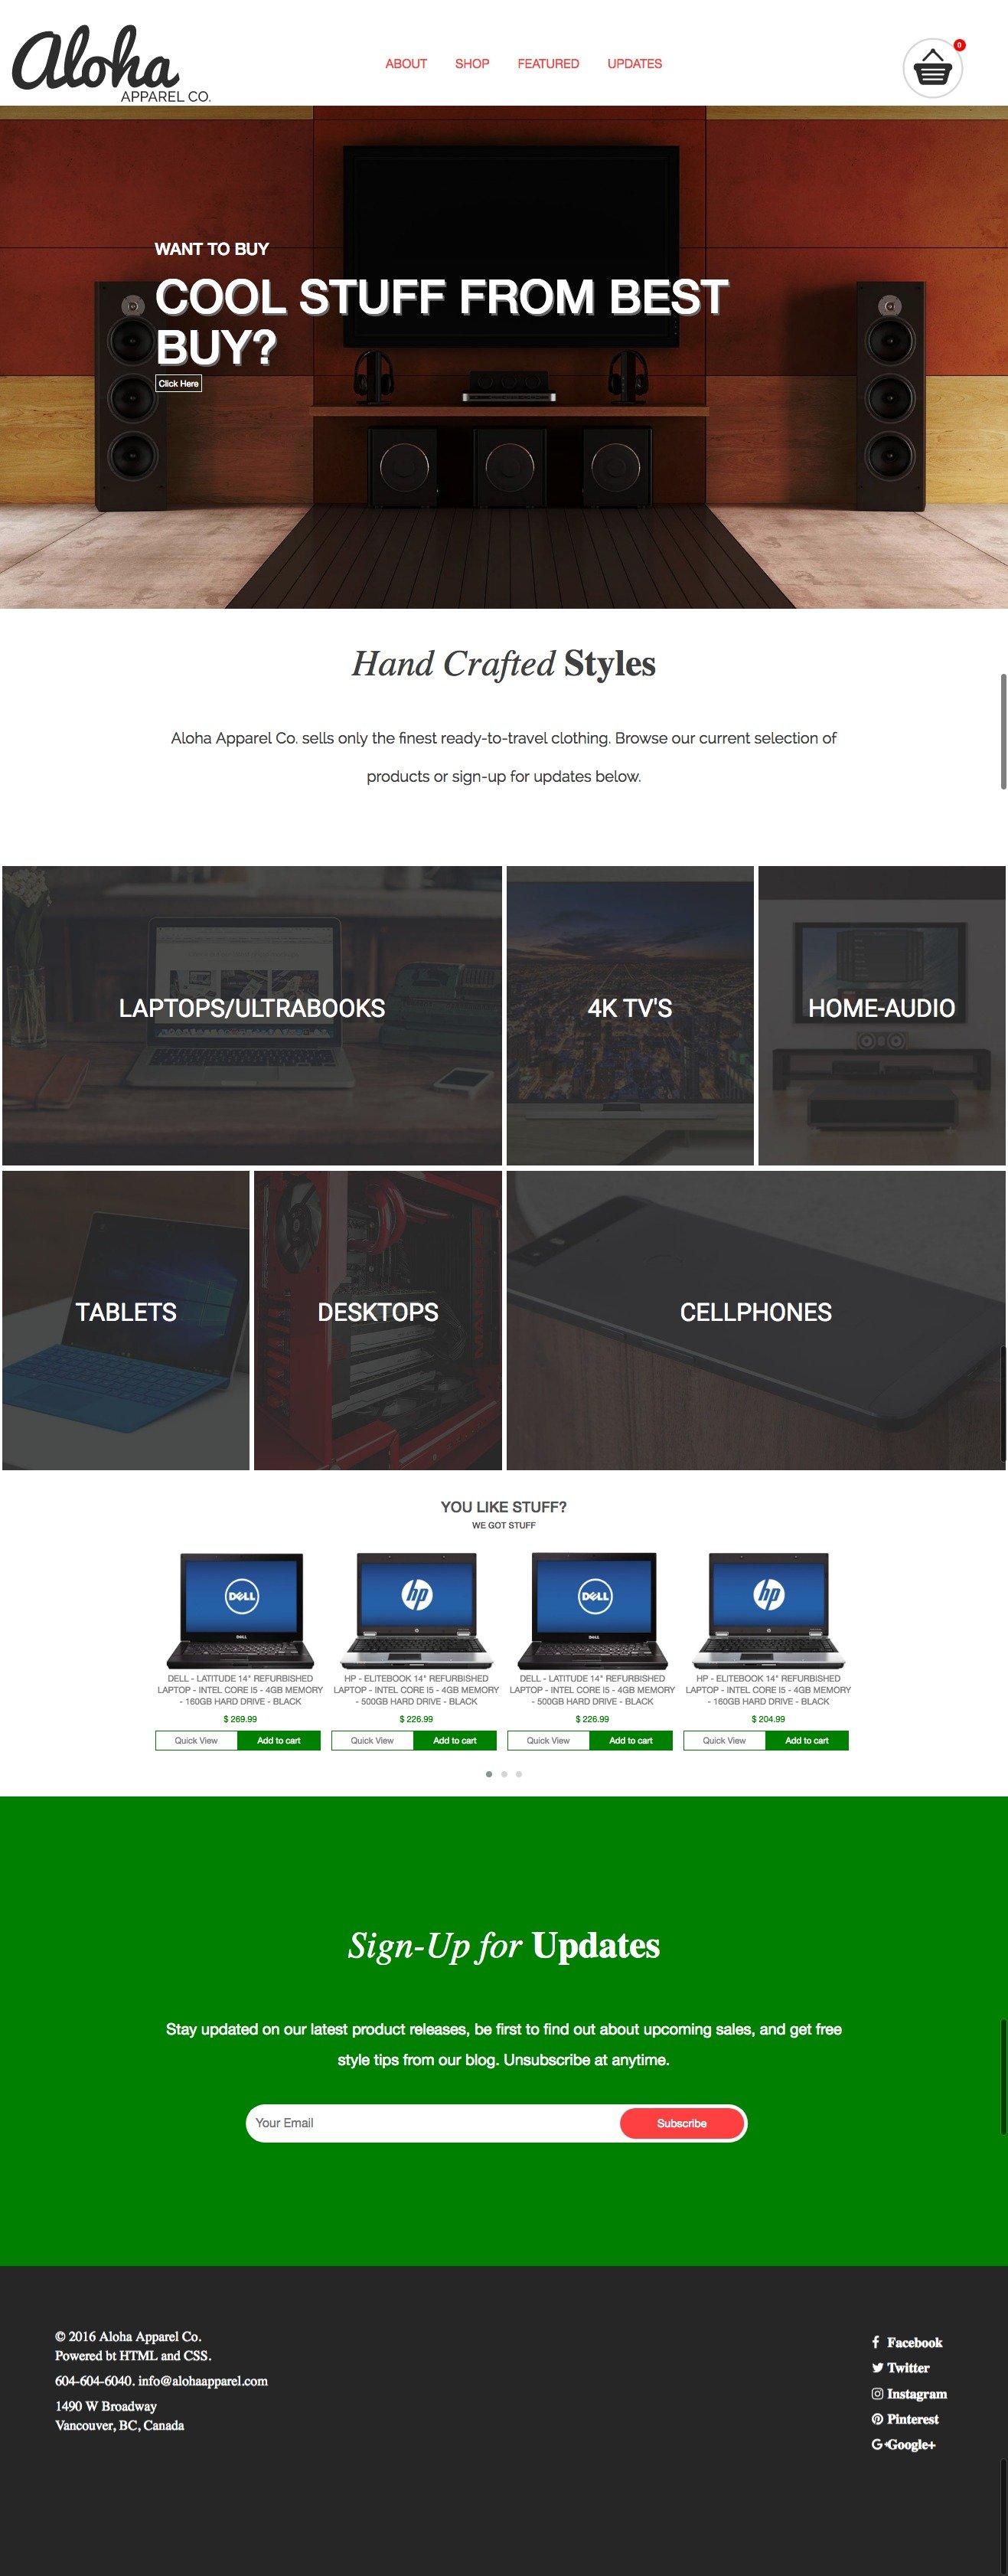 Aloha
APPAREL CO.
ABOUT SHOP FEATURED UPDATES
0
WANT TO BUY
COOL STUFF FROM BEST
BUY?
Click Here
Hand Crafted Styles
Aloha Apparel Co. sells only the finest ready-to-travel clothing. Browse our current selection of
products or sign-up for updates below.
LAPTOPS/ULTRABOOKS
4K TV'S
HOME-AUDIO
TABLETS
DESKTOPS
CELLPHONES
YOU LIKE STUFF?
WE GOT STUFF
DELL
DELL
DELL - LATITUDE 14" REFURBISHED
LAPTOP - INTEL CORE I5 - 4GB MEMORY
- 160GB HARD DRIVE - BLACK
$ 269.99
Quick View Add to cart
hp
HP - ELITEBOOK 14" REFURBISHED
LAPTOP - INTEL CORE I5 - 4GB MEMORY
- 500GB HARD DRIVE - BLACK
$ 226.99
Quick View Add to cart
DELL
DELL
DELL - LATITUDE 14" REFURBISHED
LAPTOP - INTEL CORE I5 - 4GB MEMORY
- 500GB HARD DRIVE - BLACK
$ 226.99
Quick View Add to cart
hp
HP - ELITEBOOK 14" REFURBISHED
LAPTOP - INTEL CORE I5 - 4GB MEMORY
- 160GB HARD DRIVE - BLACK
$ 204.99
Quick View Add to cart
Sign-Up for Updates
Stay updated on our latest product releases, be first to find out about upcoming sales, and get free
style tips from our blog. Unsubscribe at anytime.
Your Email
Subscribe
© 2016 Aloha Apparel Co.
Powered bt HTML and CSS.
604-604-6040. info@alohaapparel.com
1490 W Broadway
Vancouver, BC, Canada
Facebook
Twitter
Instagram
Pinterest
Google+